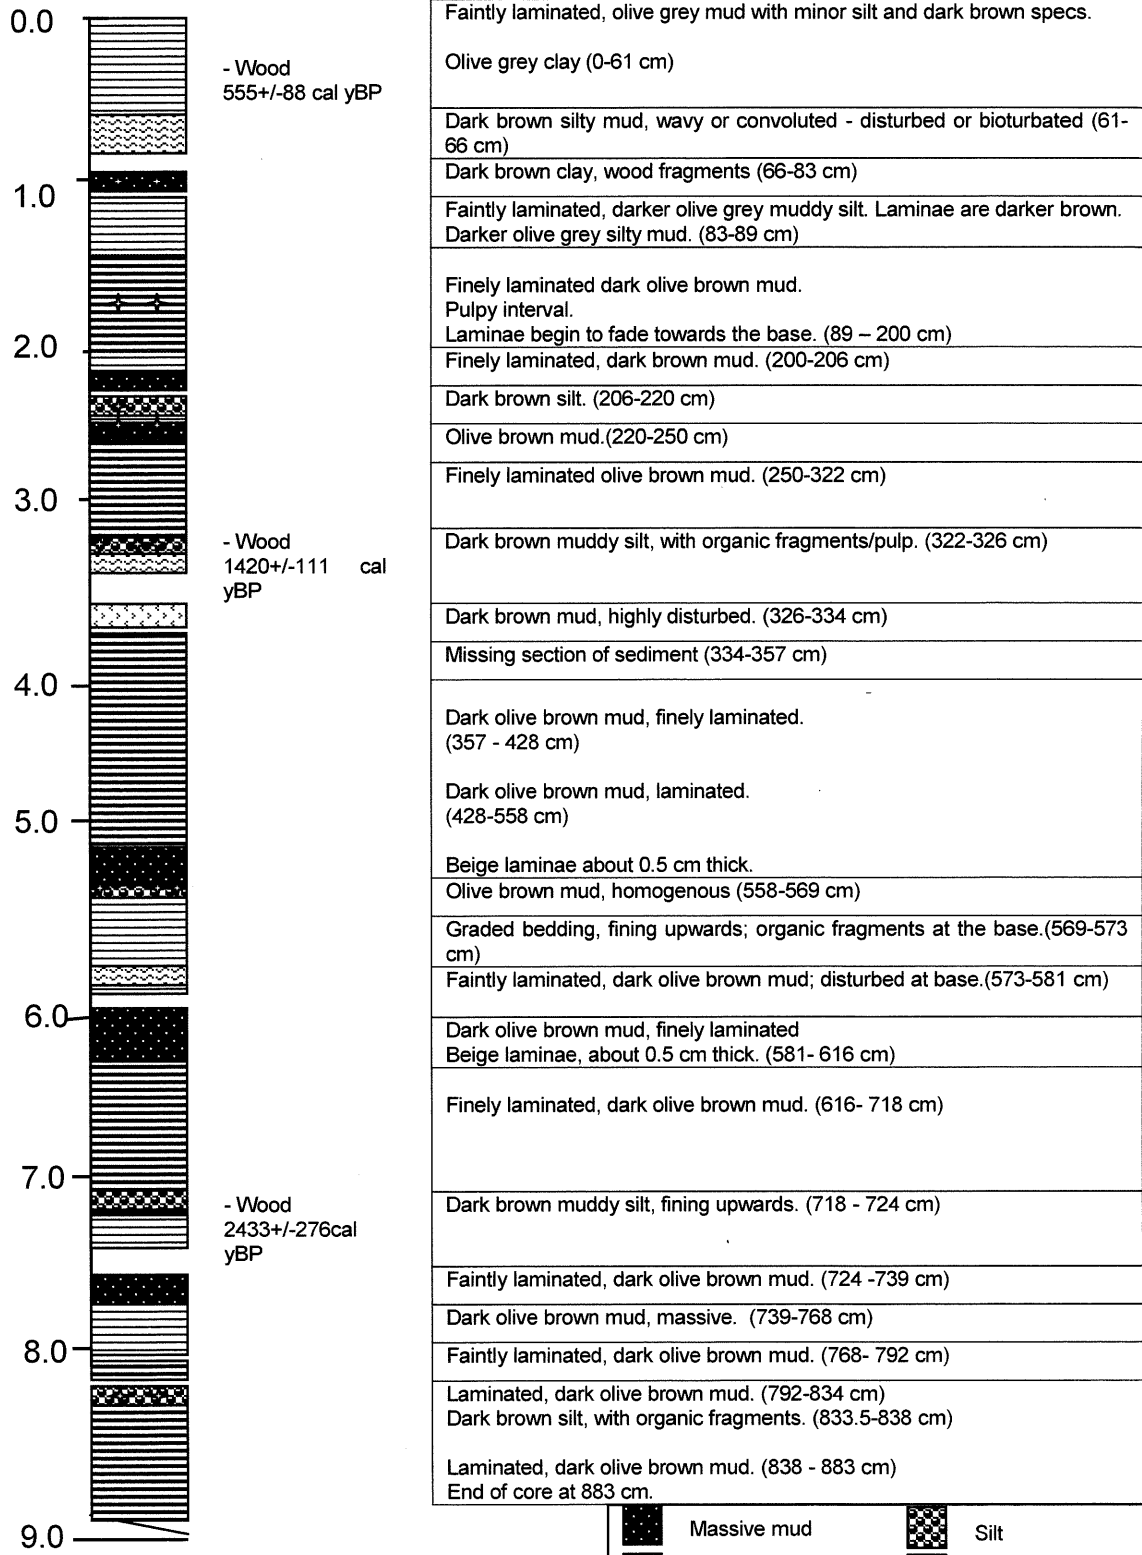 0.0
1.0
2.0
3.0
4.0
5.0
6.0
7.0
8.0
9.0
- Wood
555+/-88 cal yBP
- Wood
1420+/-111 cal
yBP
- Wood
2433+/-276cal
yBP
Faintly laminated, olive grey mud with minor silt and dark brown specs.
Olive grey clay (0-61 cm)
Dark brown silty mud, wavy or convoluted - disturbed or bioturbated (61-
66 cm)
Dark brown clay, wood fragments (66-83 cm)
Faintly laminated, darker olive grey muddy silt. Laminae are darker brown.
Darker olive grey silty mud. (83-89 cm)
Finely laminated dark olive brown mud.
Pulpy interval.
Laminae begin to fade towards the base. (89 – 200 cm)
Finely laminated, dark brown mud. (200-206 cm)
Dark brown silt. (206-220 cm)
Olive brown mud.(220-250 cm)
Finely laminated olive brown mud. (250-322 cm)
Dark brown muddy silt, with organic fragments/pulp. (322-326 cm)
Dark brown mud, highly disturbed. (326-334 cm)
Missing section of sediment (334-357 cm)
Dark olive brown mud, finely laminated.
(357 - 428 cm)
Dark olive brown mud, laminated.
(428-558 cm)
Beige laminae about 0.5 cm thick.
Olive brown mud, homogenous (558-569 cm)
Graded bedding, fining upwards; organic fragments at the base.(569-573
cm)
Faintly laminated, dark olive brown mud; disturbed at base.(573-581 cm)
Dark olive brown mud, finely laminated
Beige laminae, about 0.5 cm thick. (581- 616 cm)
Finely laminated, dark olive brown mud. (616- 718 cm)
Dark brown muddy silt, fining upwards. (718 - 724 cm)
Faintly laminated, dark olive brown mud. (724 -739 cm)
Dark olive brown mud, massive. (739-768 cm)
Faintly laminated, dark olive brown mud. (768- 792 cm)
Laminated, dark olive brown mud. (792-834 cm)
Dark brown silt, with organic fragments. (833.5-838 cm)
Laminated, dark olive brown mud. (838 - 883 cm)
End of core at 883 cm.
Massive mud
Silt